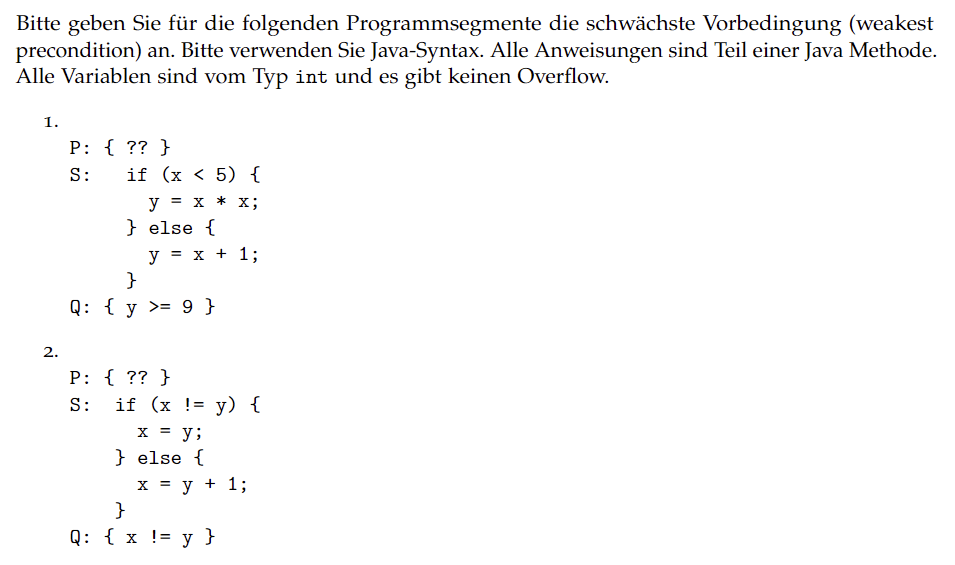 Bitte geben Sie für die folgenden Programmsegmente die schwächste Vorbedingung (weakest
precondition) an. Bitte verwenden Sie Java-Syntax. Alle Anweisungen sind Teil einer Java Methode.
Alle Variablen sind vom Typ int und es gibt keinen Overflow.
1.
P: { ?? }
S: if (x < 5) {
y = x * x;
} else {
y = x + 1;
}
Q: { y >= 9 }
2.
P: { ?? }
S: if (x != y) {
x = y;
} else {
x = y + 1;
}
Q: { x != y }